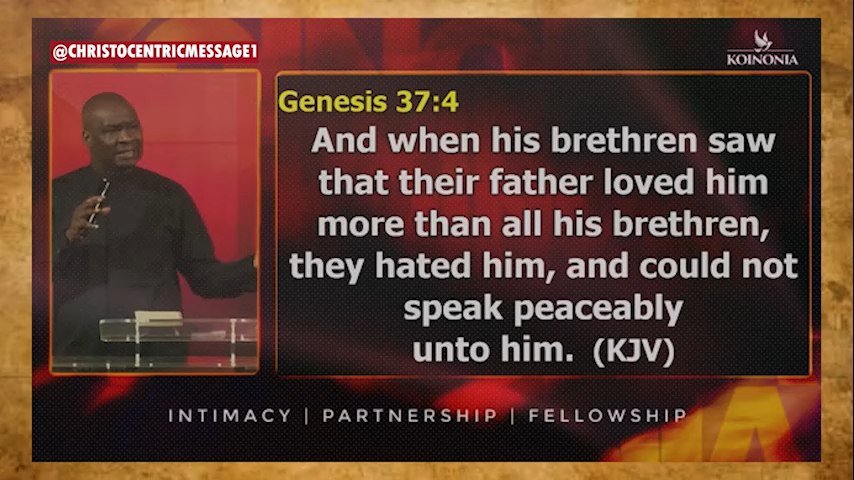 @CHRISTOCENTRICMESSAGE1
KOINONIA
Genesis 37:4
And when his brethren saw
that their father loved him
more than all his brethren,
they hated him, and could not
speak peaceably
unto him. (KJV)
INTIMACY | PARTNERSHIP | FELLOWSHIP